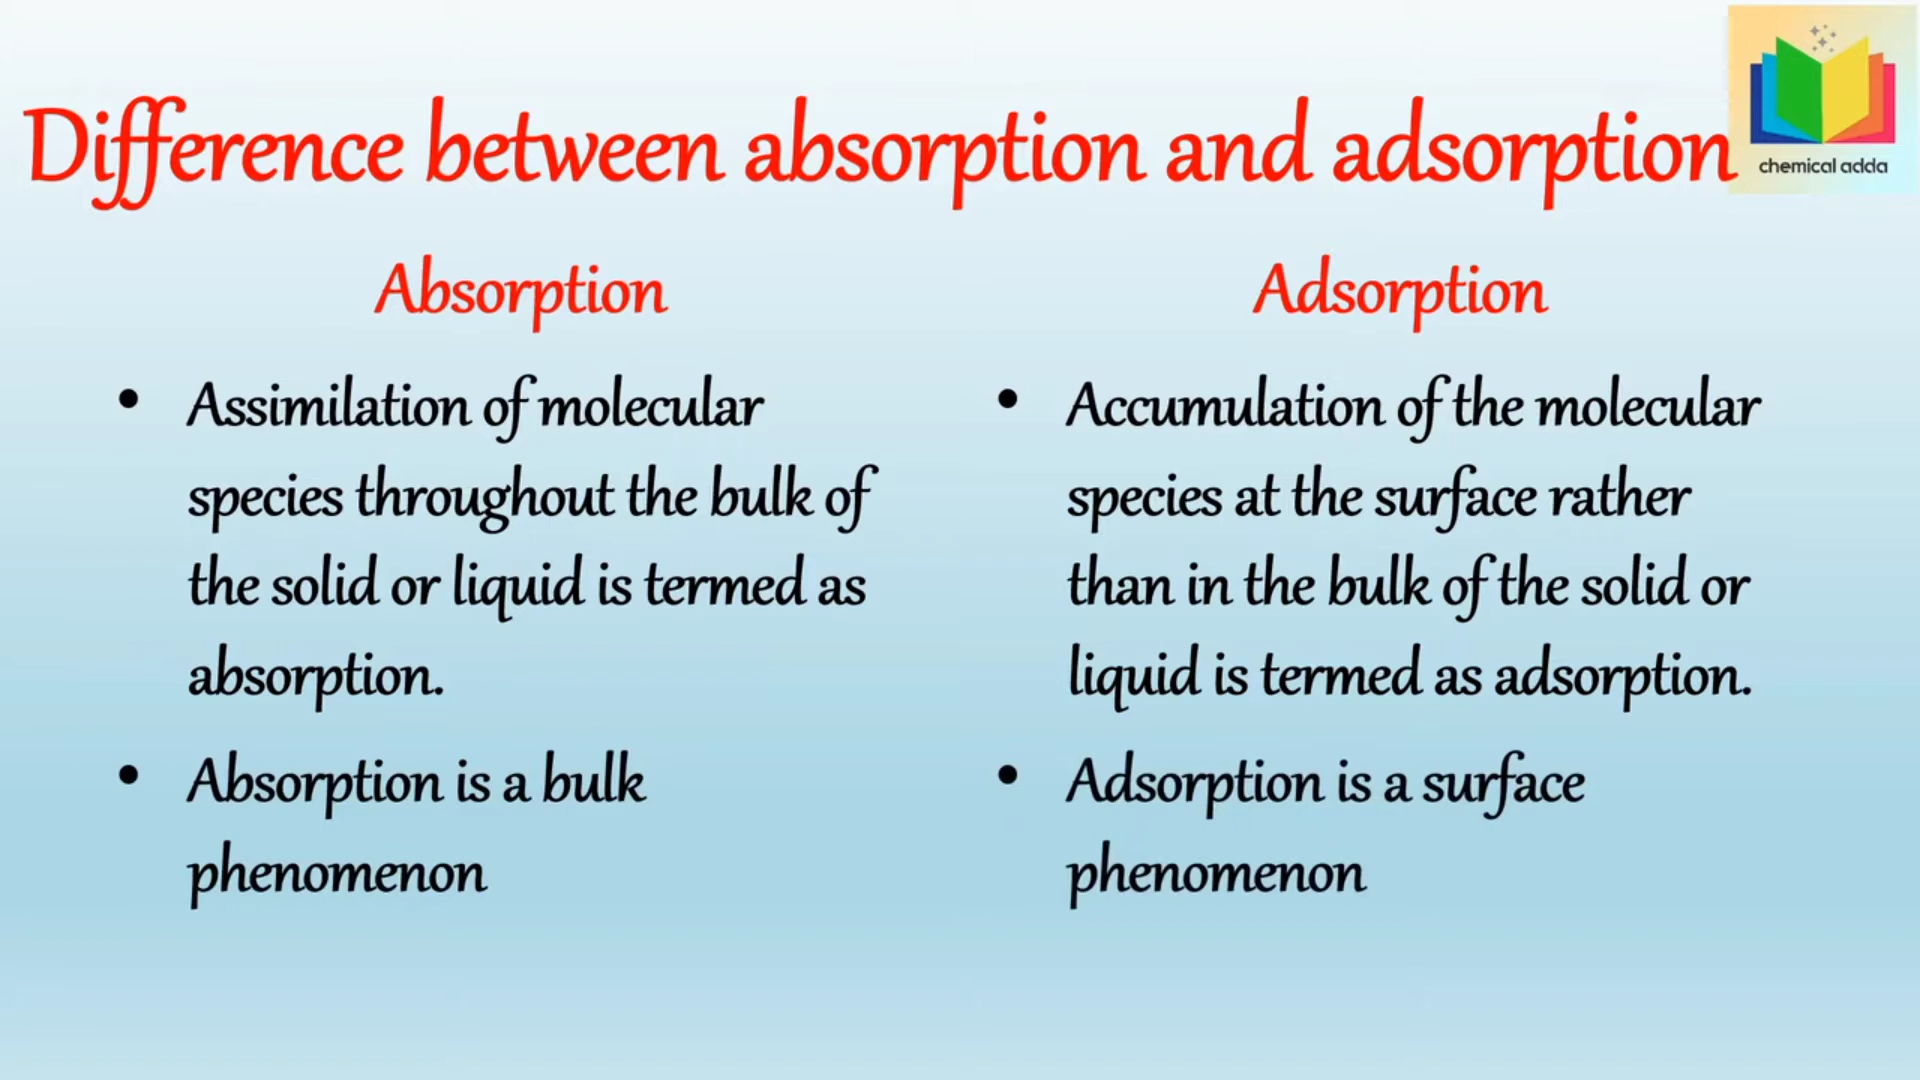 Difference between absorption and adsorption
chemical adda
Absorption
• Assimilation of molecular
species throughout the bulk of
the solid or liquid is termed as
absorption.
• Absorption is a bulk
phenomenon
Adsorption
• Accumulation of the molecular
species at the surface rather
than in the bulk of the solid or
liquid is termed as adsorption.
• Adsorption is a surface
phenomenon